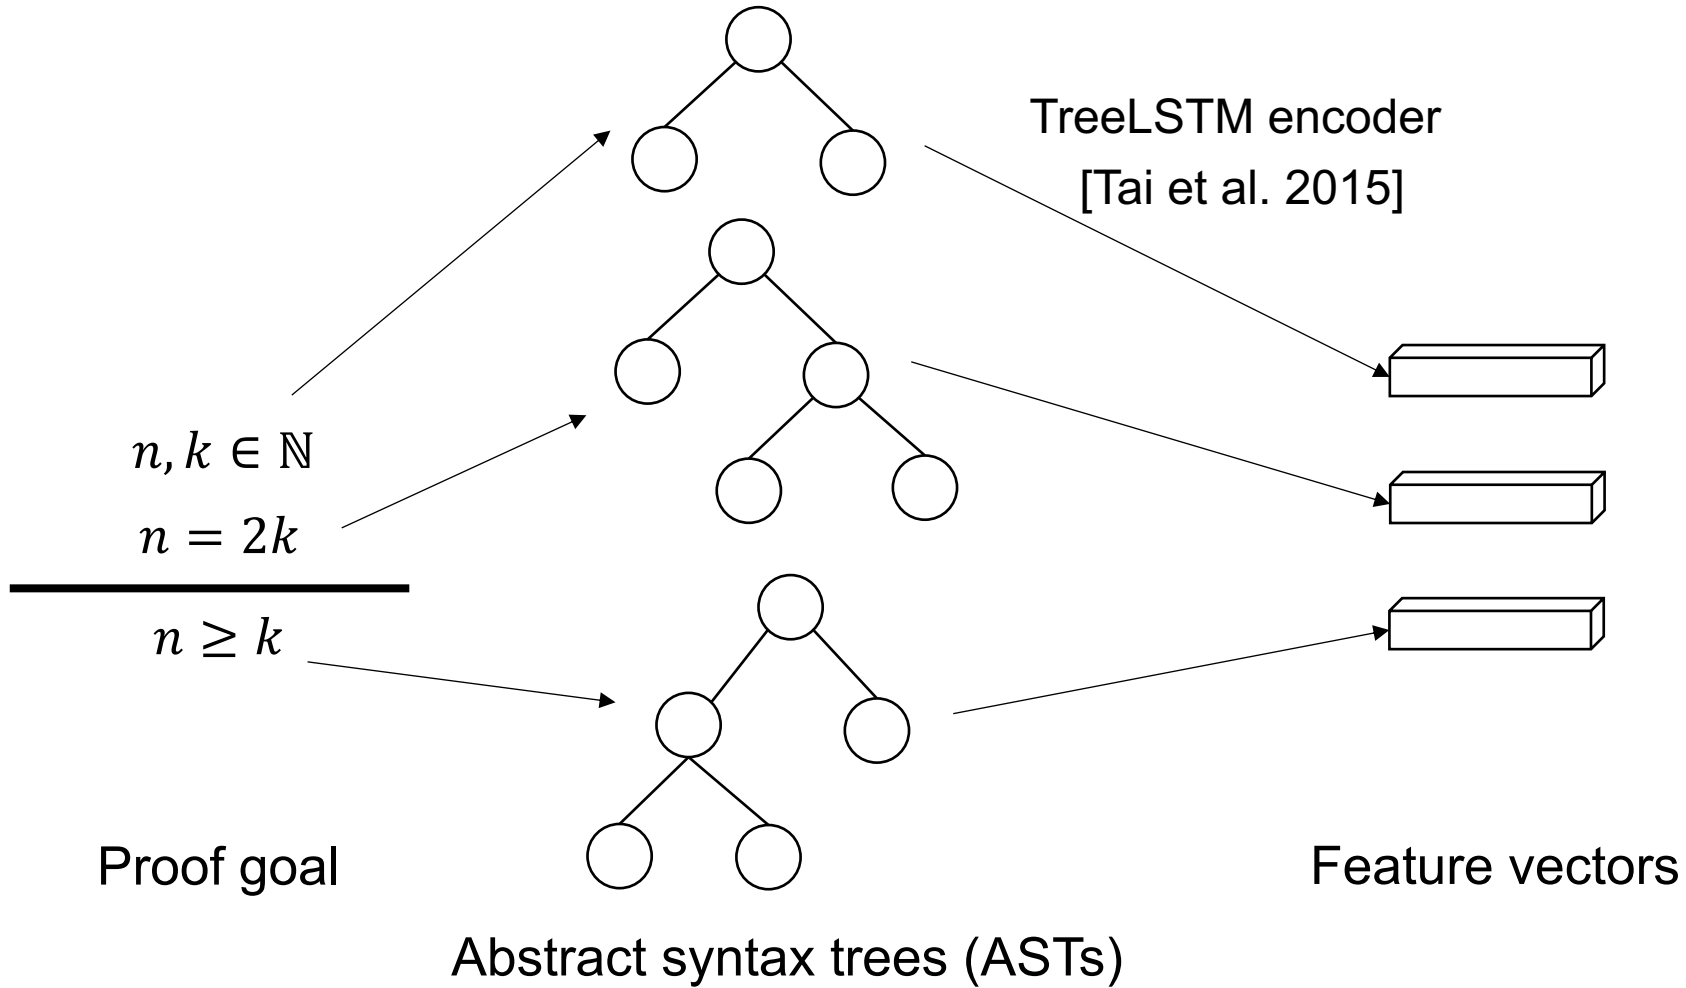 TreeLSTM encoder
[Tai et al. 2015]
n, k ∈ ℕ
n = 2k
n ≥ k
Proof goal
Feature vectors
Abstract syntax trees (ASTs)